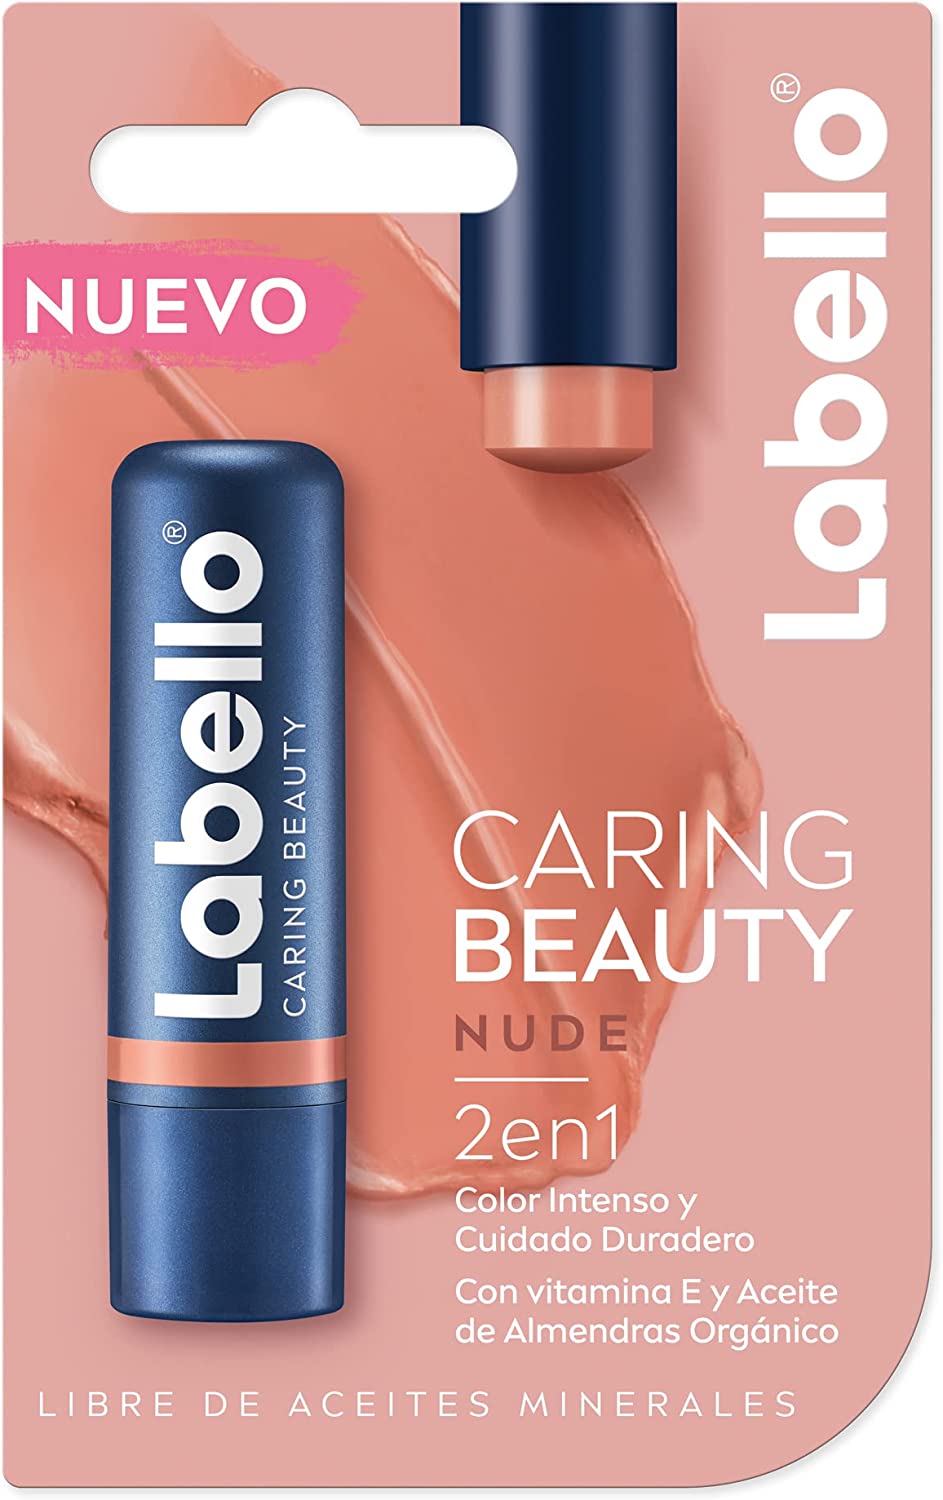 NUEVO
Labello®
Labello®
CARING BEAUTY
CARING
BEAUTY
NUDE
2en1
Color Intenso y
Cuidado Duradero
Con vitamina E y Aceite
de Almendras Orgánico
LIBRE DE ACEITES MINERALES